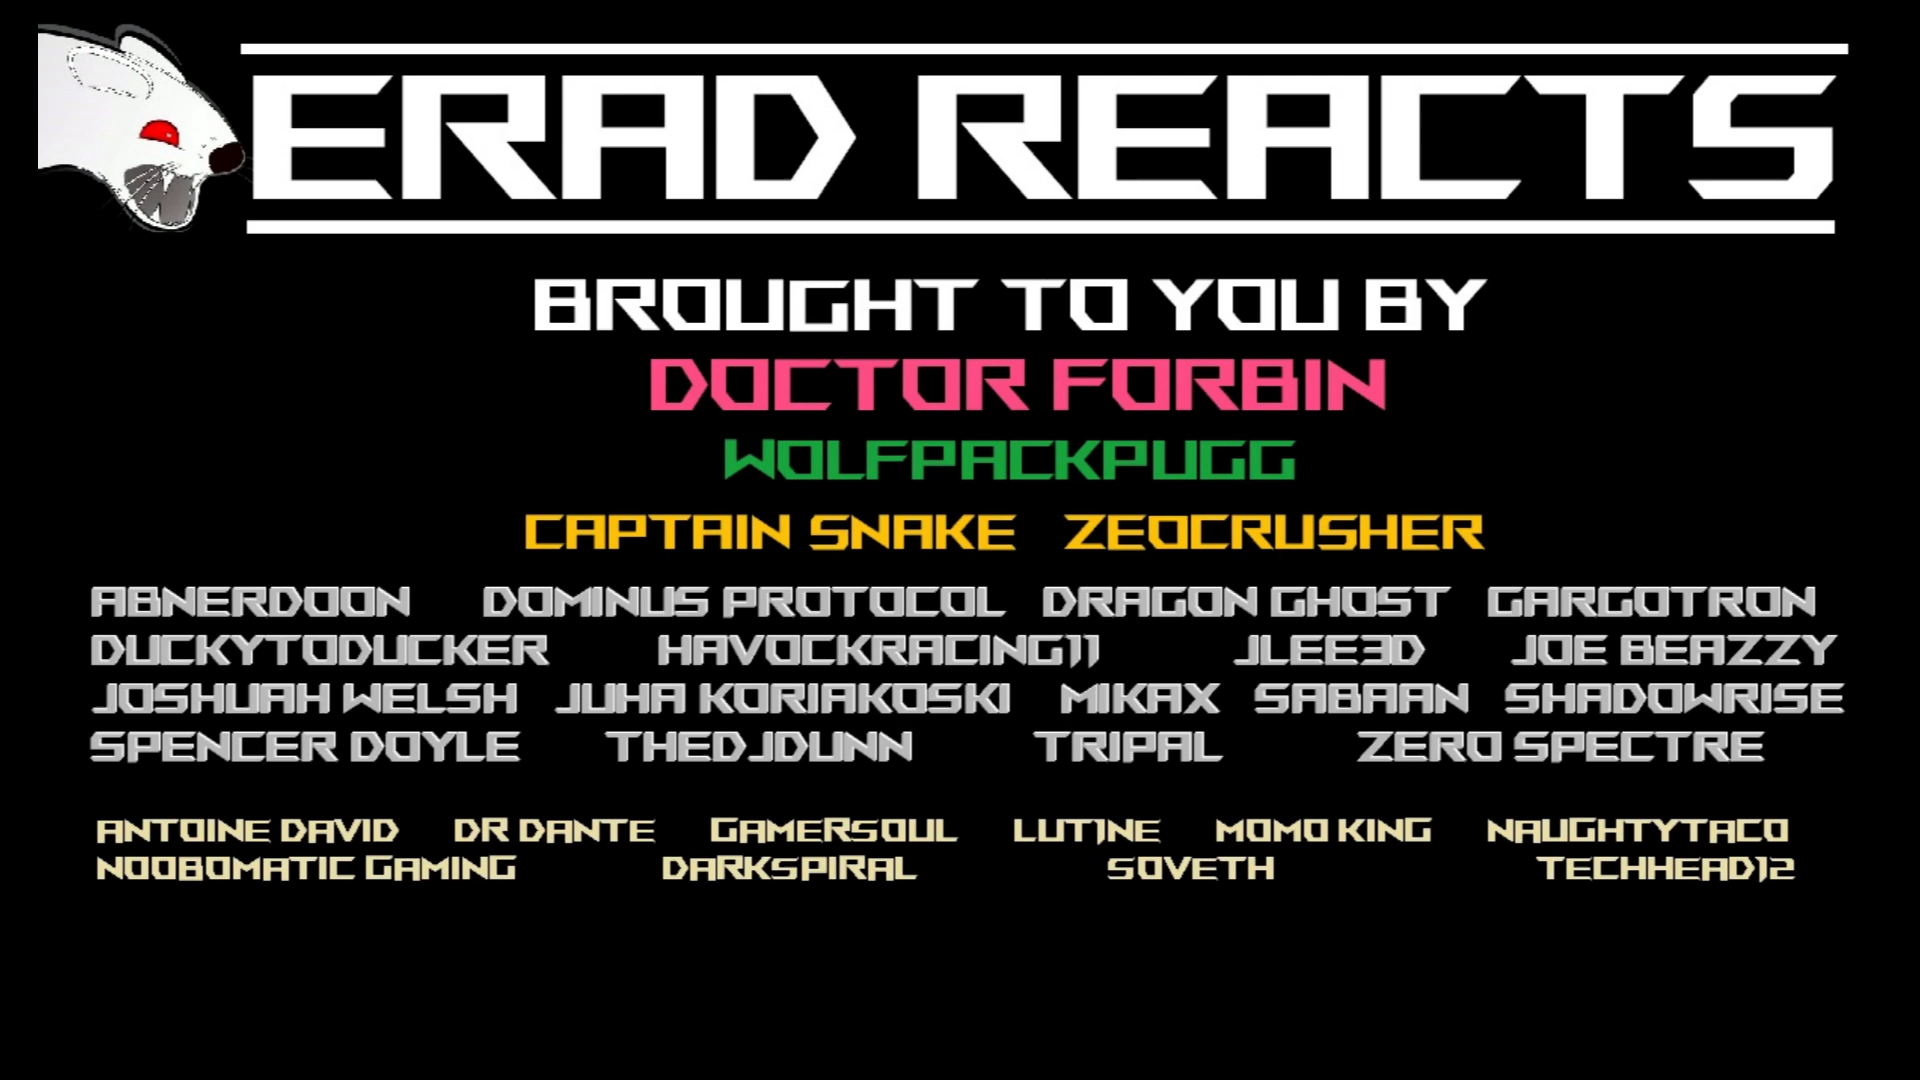 ERAD REACTS
BROUGHT TO YOU BY
DOCTOR FORBIN
WOLFPACKPUGG
CAPTAIN SNAKE ZEOCRUSHER
ABNERDOON DOMINUS PROTOCOL DRAGON GHOST GARGOTRON
DUCKYTODUCKER HAVOCKRACING11 JLEE3D JOE BEAZZY
JOSHUAH WELSH JUHA KORIAKOSKI MIKAX SABAAN SHADOWRISE
SPENCER DOYLE THEDJDUNN TRIPAL ZERO SPECTRE
ANTOINE DAVID DR DANTE GAMERSOUL LUT1NE MOMO KING NAUGHTYTACO
NOOBOMATIC GAMING DARKSPIRAL SOVETH TECHHEAD12